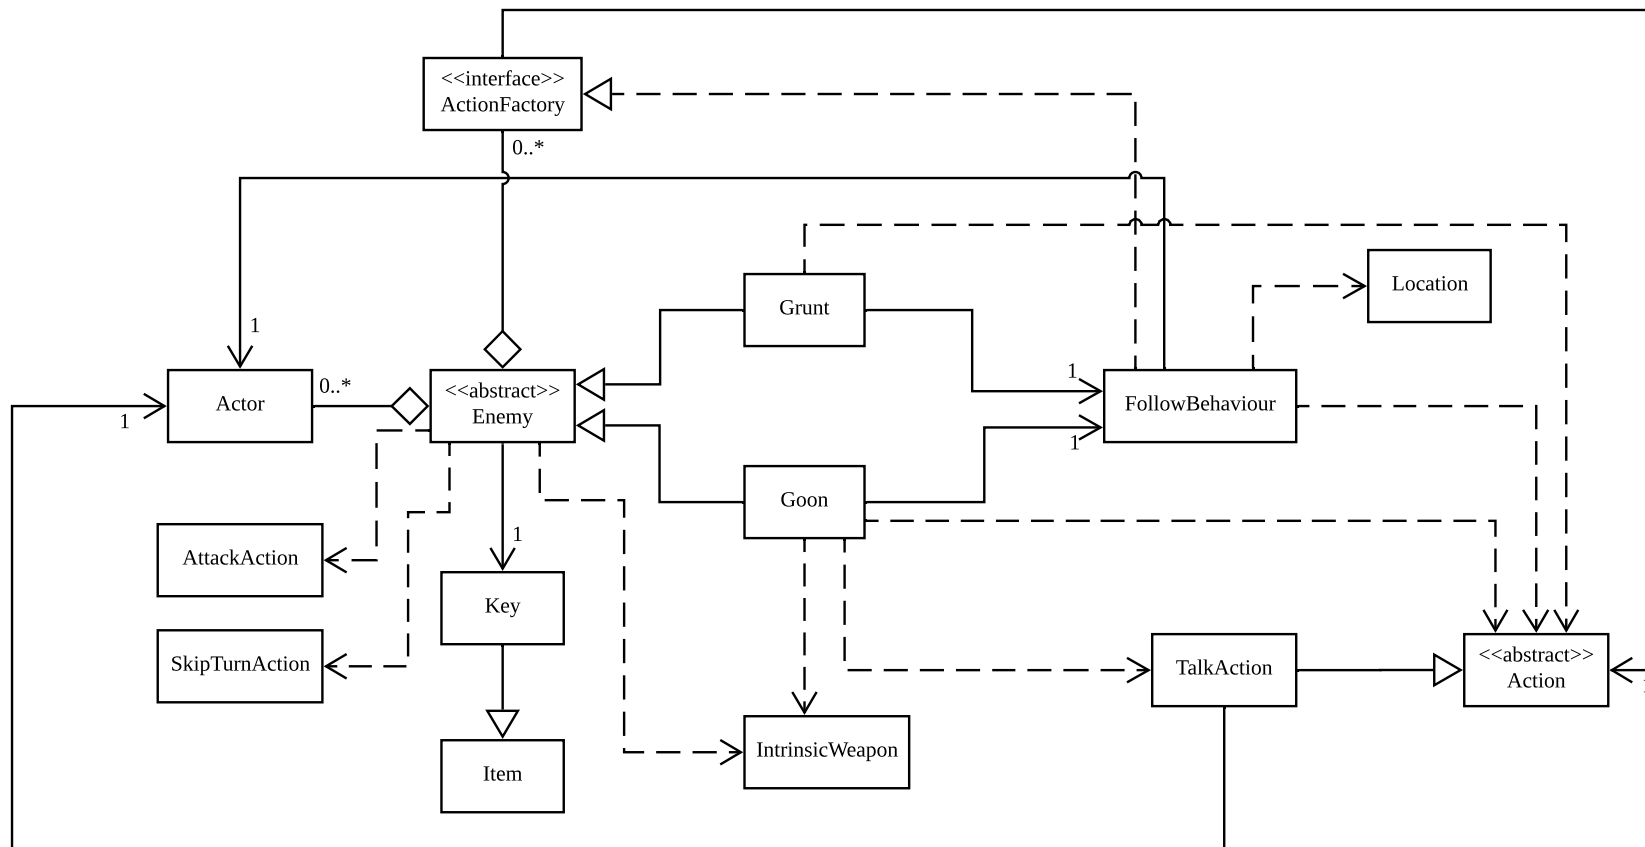 <<interface>>
ActionFactory
0..*
1
Grunt
Location
0..*
1
Actor
<<abstract>>
Enemy
1
FollowBehaviour
1
Goon
1
AttackAction
Key
SkipTurnAction
TalkAction
<<abstract>>
Action
IntrinsicWeapon
Item